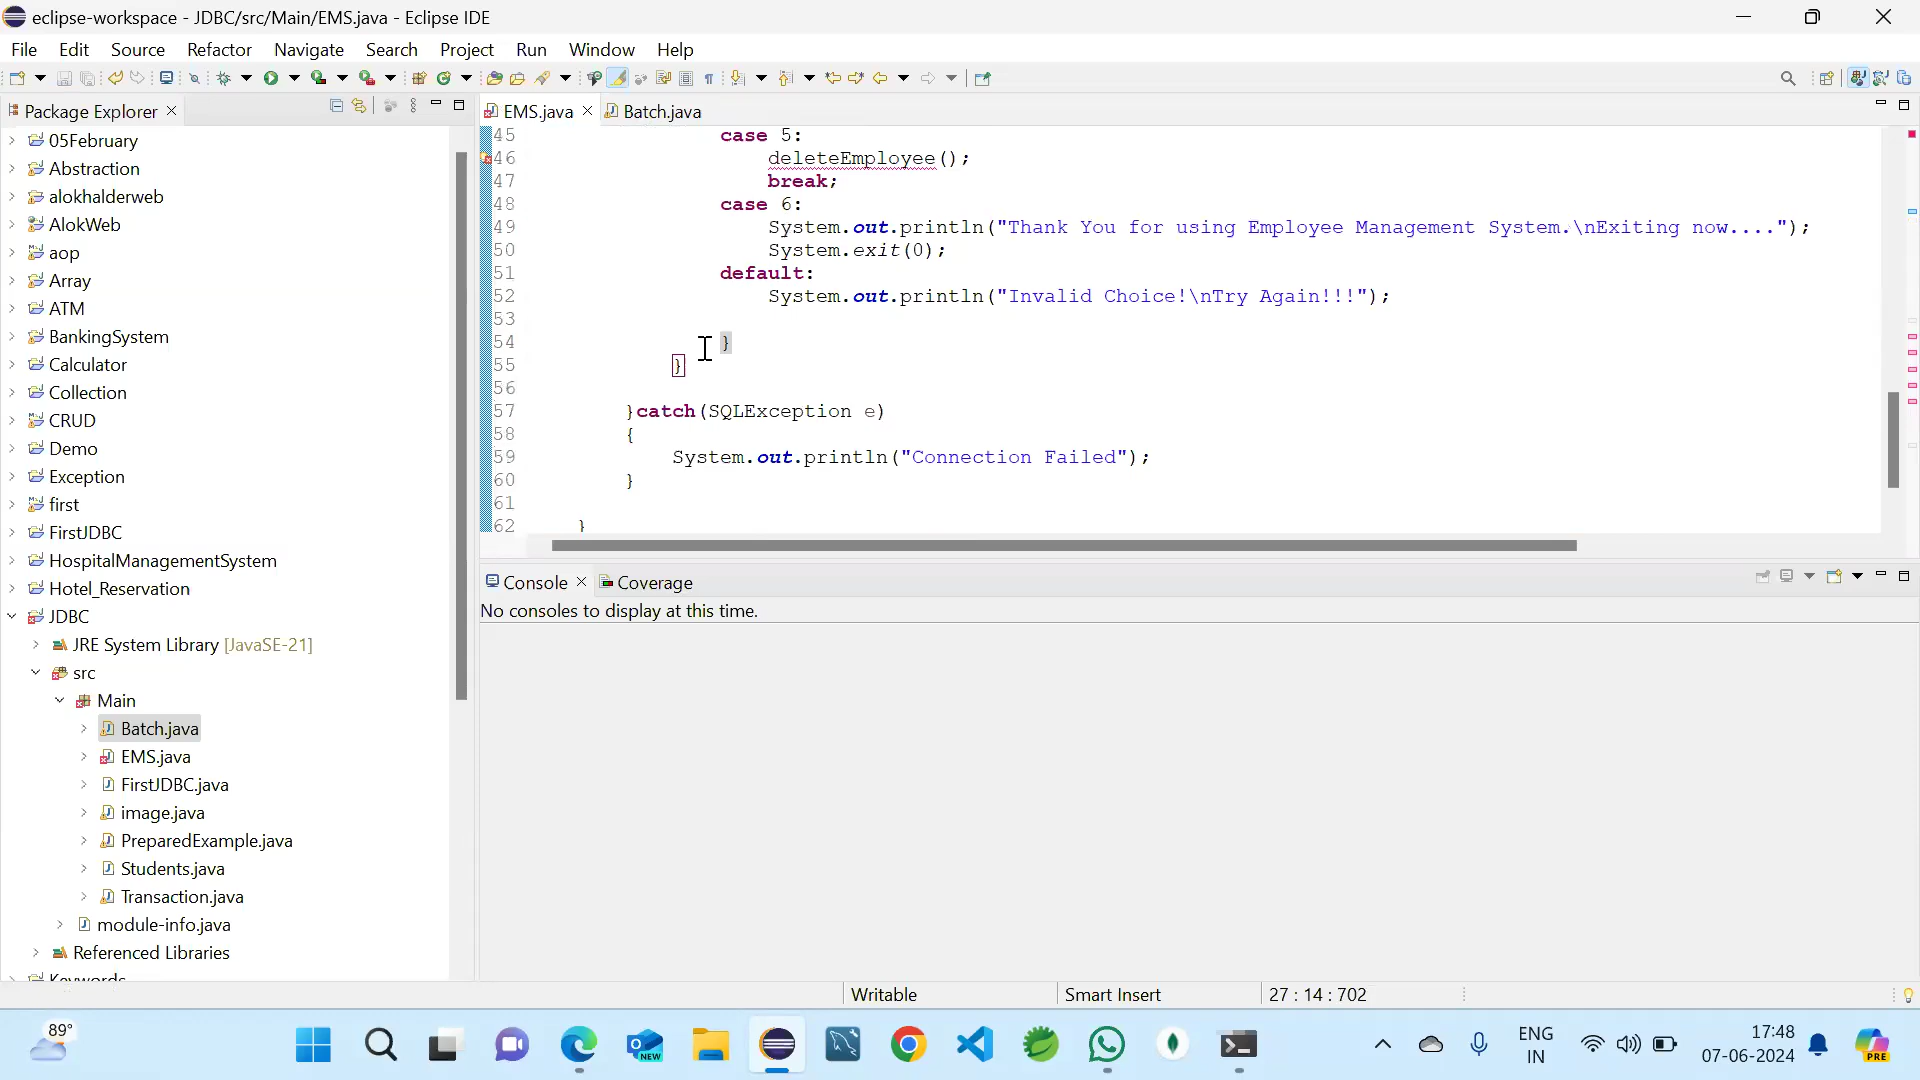 eclipse-workspace - JDBC/src/Main/EMS.java - Eclipse IDE
File Edit Source Refactor Navigate Search Project Run Window Help
Package Explorer
05February
Abstraction
alokhalderweb
AlokWeb
aop
Array
ATM
BankingSystem
Calculator
Collection
CRUD
Demo
Exception
first
FirstJDBC
HospitalManagementSystem
Hotel_Reservation
JDBC
JRE System Library [JavaSE-21]
src
Main
Batch.java
EMS.java
FirstJDBC.java
image.java
PreparedExample.java
Students.java
Transaction.java
module-info.java
Referenced Libraries
Keywords
EMS.java Batch.java
45 case 5:
46 deleteEmployee();
47 break;
48 case 6:
49 System.out.println("Thank You for using Employee Management System.\nExiting now....");
50 System.exit(0);
51 default:
52 System.out.println("Invalid Choice!\nTry Again!!!");
53
54 }
55 }
56
57 }catch(SQLException e)
58 {
59 System.out.println("Connection Failed");
60 }
61
62 }
Console Coverage
No consoles to display at this time.
Writable Smart Insert 27 : 14 : 702
89°
NEW
ENG
IN
17:48
07-06-2024
PRE